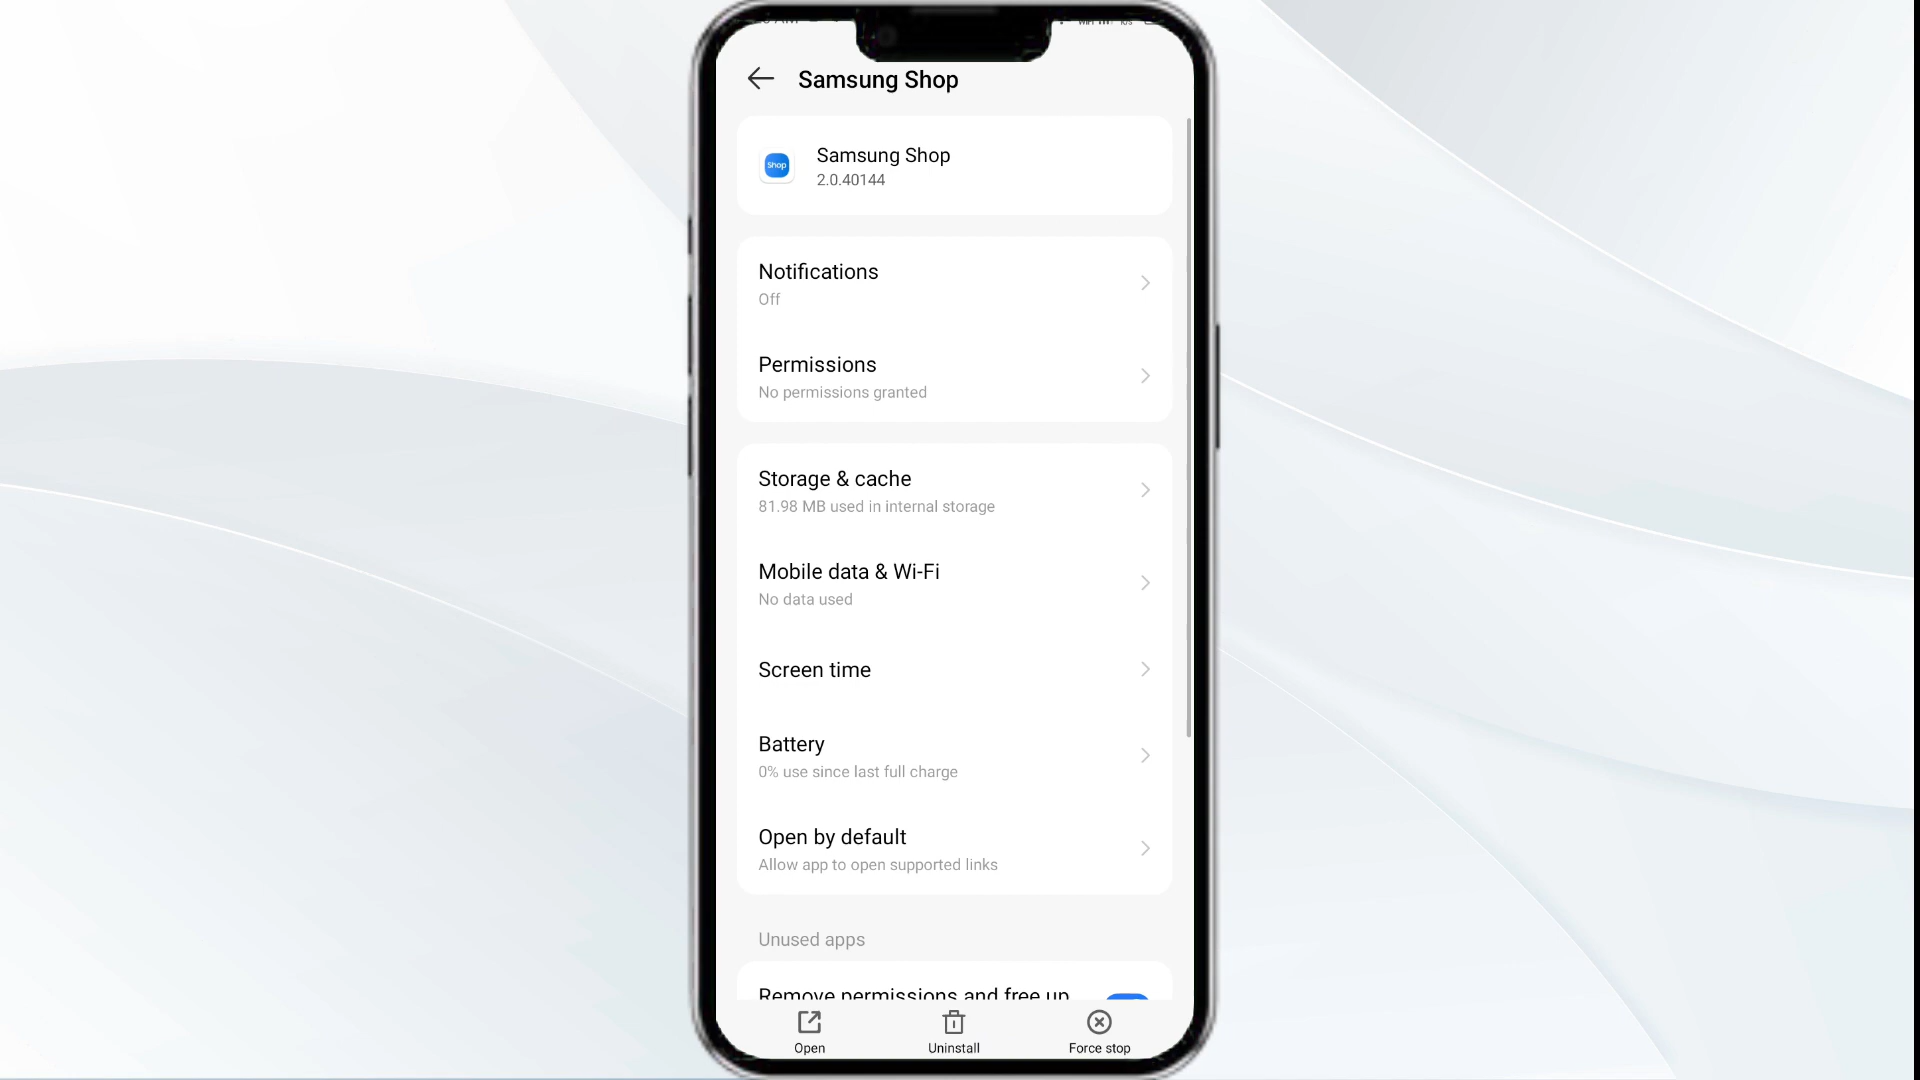 Samsung Shop
Shop
Samsung Shop
2.0.40144
Notifications
Off
Permissions
No permissions granted
Storage & cache
81.98 MB used in internal storage
Mobile data & Wi-Fi
No data used
Screen time
Battery
0% use since last full charge
Open by default
Allow app to open supported links
Unused apps
Remove permissions and free up
Open
Uninstall
Force stop